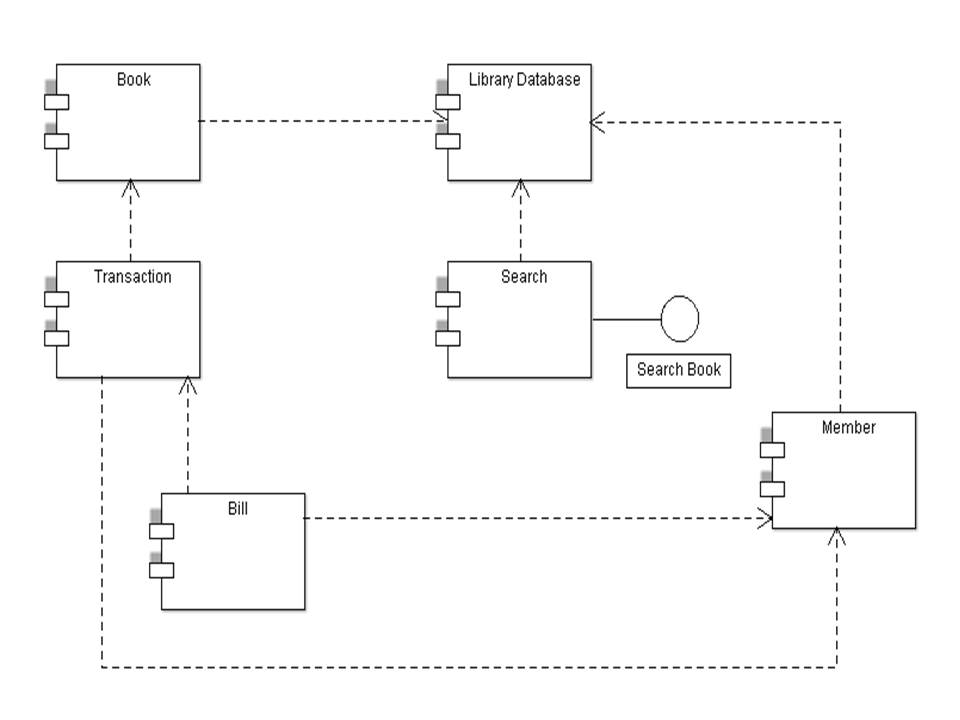 Book
Library Database
Transaction
Search
Search Book
Member
Bill